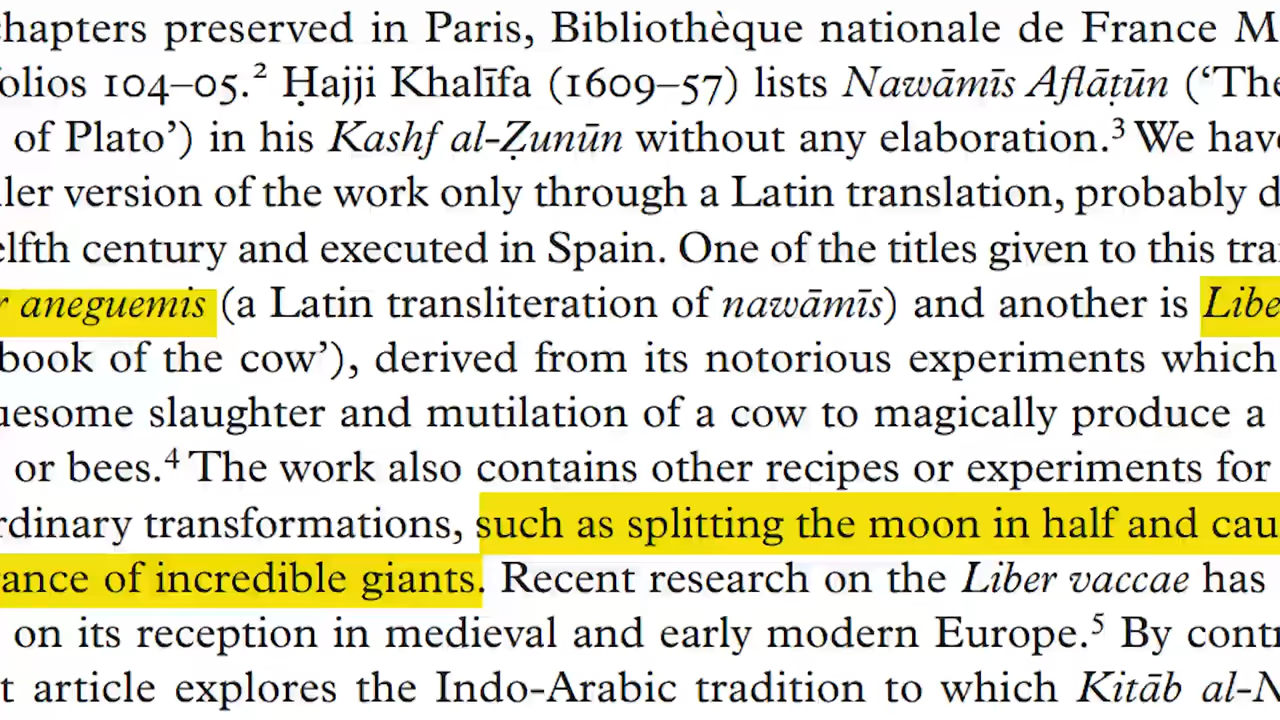 chapters preserved in Paris, Bibliothèque nationale de France M
folios 104–05.² Ḥajji Khalīfa (1609–57) lists Nawāmīs Aflāṭūn (‘The
of Plato’) in his Kashf al-Ẓunūn without any elaboration.³ We have
ler version of the work only through a Latin translation, probably d
elfth century and executed in Spain. One of the titles given to this tra
r aneguemis (a Latin transliteration of nawāmīs) and another is Libe
book of the cow’), derived from its notorious experiments which
uesome slaughter and mutilation of a cow to magically produce a
or bees.⁴ The work also contains other recipes or experiments for
rdinary transformations, such as splitting the moon in half and cau
rance of incredible giants. Recent research on the Liber vaccae has
on its reception in medieval and early modern Europe.⁵ By contr
t article explores the Indo-Arabic tradition to which Kitāb al-N